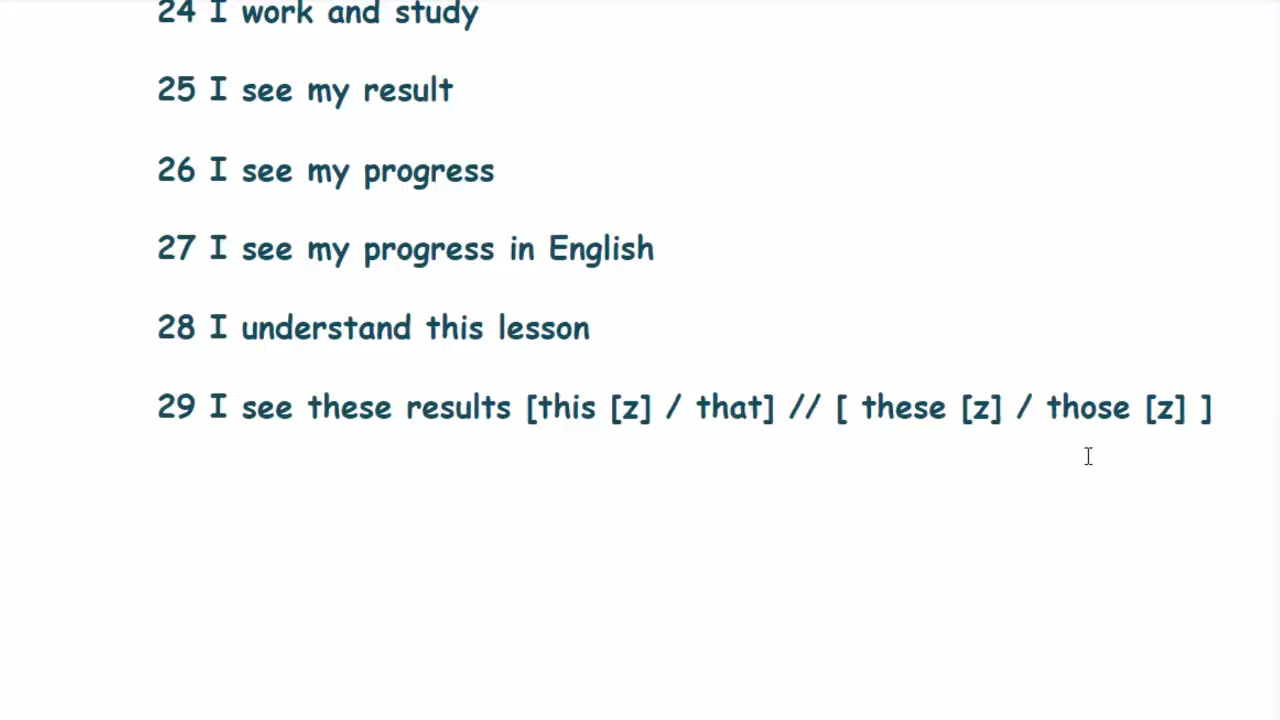 24 I work and study
25 I see my result
26 I see my progress
27 I see my progress in English
28 I understand this lesson
29 I see these results [this [z] / that] // [ these [z] / those [z] ]